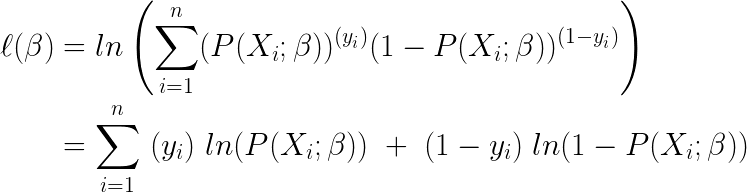 ℓ(β) = ln ( ∑_{i=1}^{n} (P(X_i; β))^{(y_i)} (1 − P(X_i; β))^{(1−y_i)} )
= ∑_{i=1}^{n} (y_i) ln(P(X_i; β)) + (1 − y_i) ln(1 − P(X_i; β))